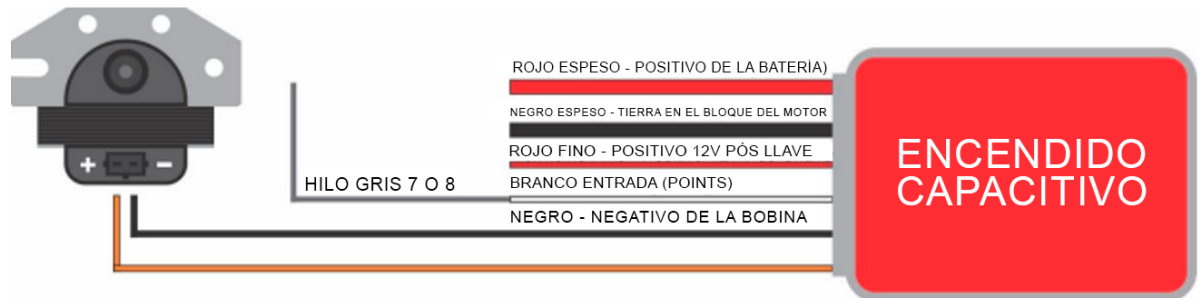 ROJO ESPESO - POSITIVO DE LA BATERÍA)
NEGRO ESPESO - TIERRA EN EL BLOQUE DEL MOTOR
ROJO FINO - POSITIVO 12V PÓS LLAVE
HILO GRIS 7 O 8
BRANCO ENTRADA (POINTS)
NEGRO - NEGATIVO DE LA BOBINA
+ -
ENCENDIDO
CAPACITIVO